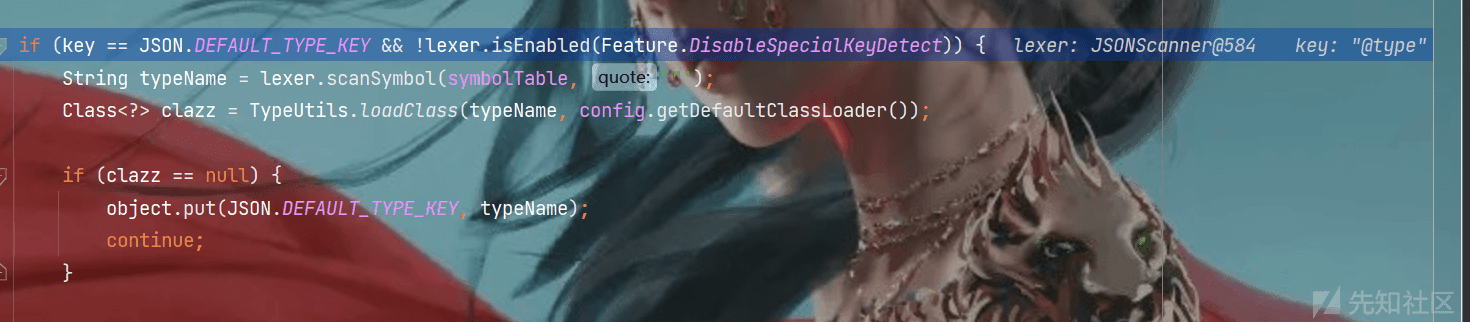 if (key == JSON.DEFAULT_TYPE_KEY && !lexer.isEnabled(Feature.DisableSpecialKeyDetect)) {  lexer: JSONScanner@584  key: "@type"
String typeName = lexer.scanSymbol(symbolTable, quote: '"');
Class<?> clazz = TypeUtils.loadClass(typeName, config.getDefaultClassLoader());
if (clazz == null) {
object.put(JSON.DEFAULT_TYPE_KEY, typeName);
continue;
}
先知社区